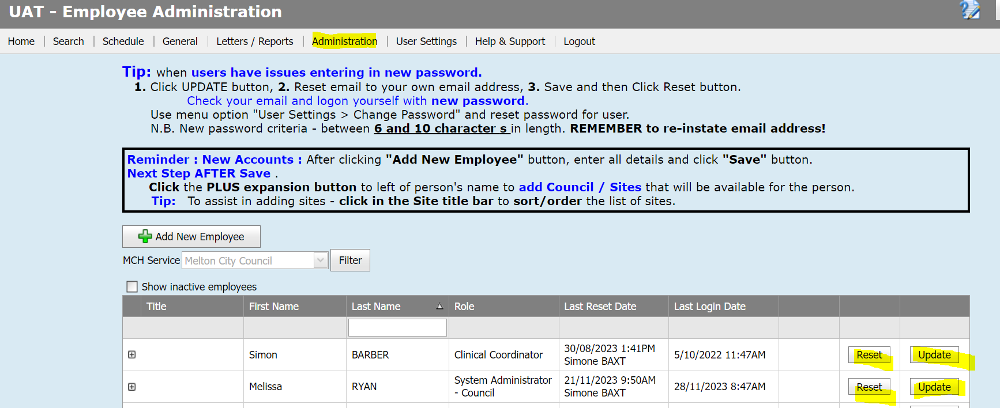 UAT - Employee Administration
Home | Search | Schedule | General | Letters / Reports | Administration | User Settings | Help & Support | Logout
Tip: when users have issues entering in new password.
1. Click UPDATE button, 2. Reset email to your own email address, 3. Save and then Click Reset button.
Check your email and logon yourself with new password.
Use menu option "User Settings > Change Password" and reset password for user.
N.B. New password criteria - between 6 and 10 character s in length. REMEMBER to re-instate email address!
Reminder : New Accounts : After clicking "Add New Employee" button, enter all details and click "Save" button.
Next Step AFTER Save .
Click the PLUS expansion button to left of person's name to add Council / Sites that will be available for the person.
Tip: To assist in adding sites - click in the Site title bar to sort/order the list of sites.
Add New Employee
MCH Service Melton City Council Filter
Show inactive employees
Title First Name Last Name Role Last Reset Date Last Login Date
Simon BARBER Clinical Coordinator 30/08/2023 1:41PM 5/10/2022 11:47AM Reset Update
Simone BAXT
Melissa RYAN System Administrator 21/11/2023 9:50AM 28/11/2023 8:47AM Reset Update
- Council Simone BAXT